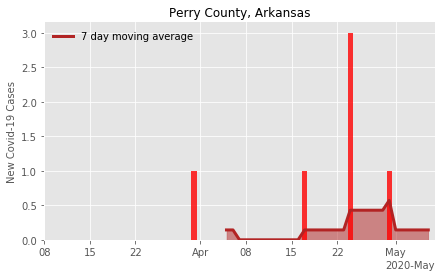 Perry County, Arkansas
7 day moving average
New Covid-19 Cases
3.0
2.5
2.0
1.5
1.0
0.5
0.0
08 15 22 Apr 08 15 22 May
2020-May